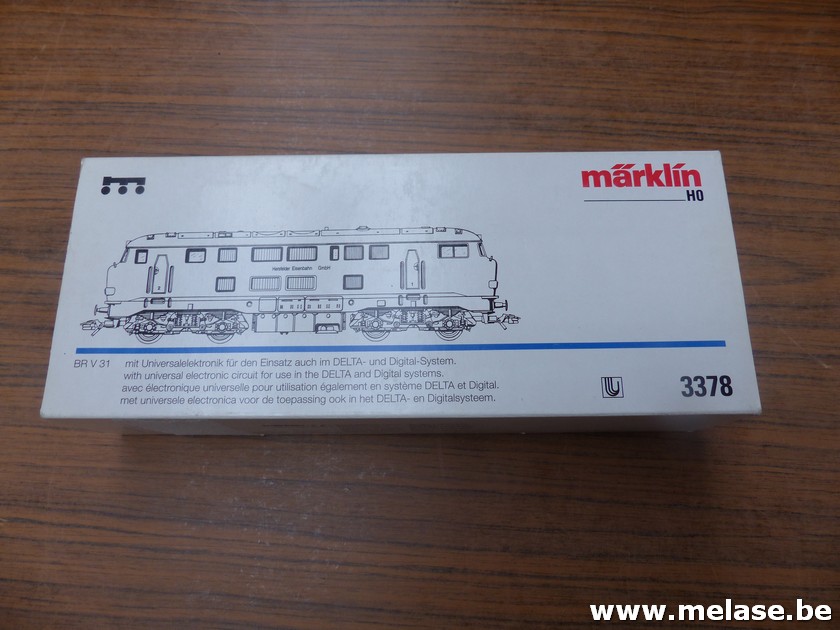 märklin
H0
Hersfelder Eisenbahn GmbH
BR V 31 mit Universalelektronik für den Einsatz auch im DELTA- und Digital-System.
with universal electronic circuit for use in the DELTA and Digital systems.
avec électronique universelle pour utilisation également en système DELTA et Digital.
met universele electronica voor de toepassing ook in het DELTA- en Digitalsysteem.
U
3378
www.melase.be